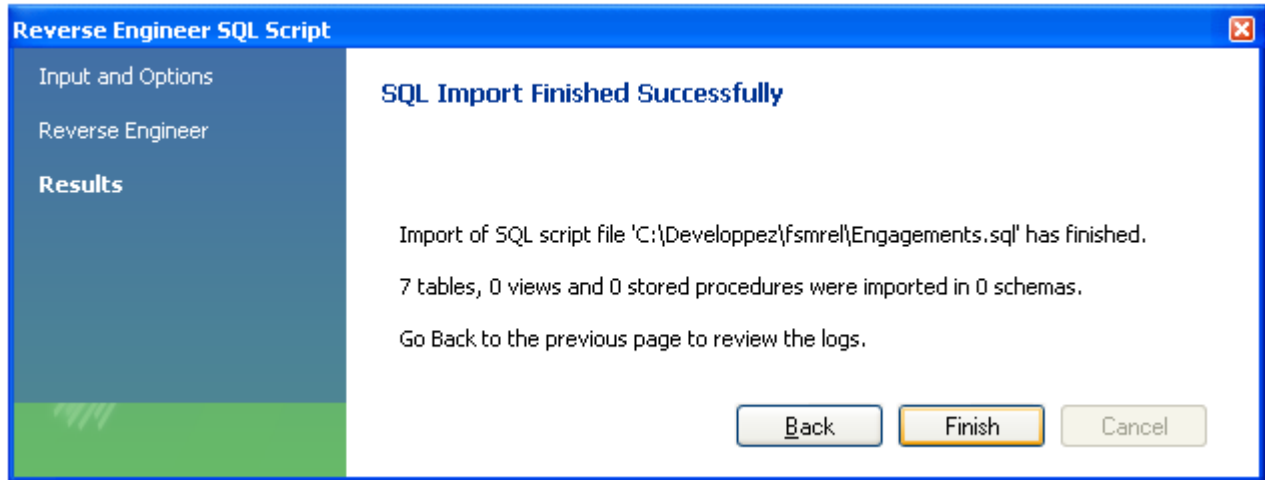 Reverse Engineer SQL Script
Input and Options
Reverse Engineer
Results
SQL Import Finished Successfully
Import of SQL script file 'C:\Developpez\fsmrel\Engagements.sql' has finished.
7 tables, 0 views and 0 stored procedures were imported in 0 schemas.
Go Back to the previous page to review the logs.
Back
Finish
Cancel